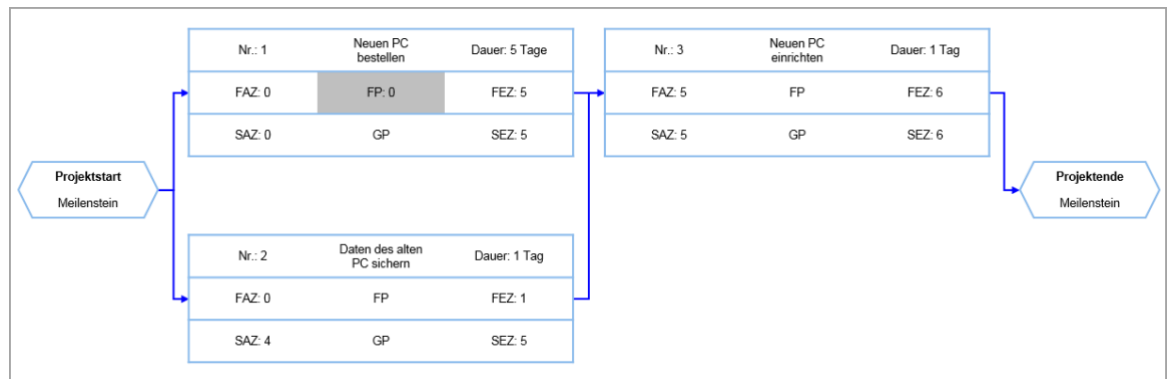 Projektstart
Meilenstein
Nr.: 1
Neuen PC
bestellen
Dauer: 5 Tage
FAZ: 0
FP: 0
FEZ: 5
SAZ: 0
GP
SEZ: 5
Nr.: 2
Daten des alten
PC sichern
Dauer: 1 Tag
FAZ: 0
FP
FEZ: 1
SAZ: 4
GP
SEZ: 5
Nr.: 3
Neuen PC
einrichten
Dauer: 1 Tag
FAZ: 5
FP
FEZ: 6
SAZ: 5
GP
SEZ: 6
Projektende
Meilenstein